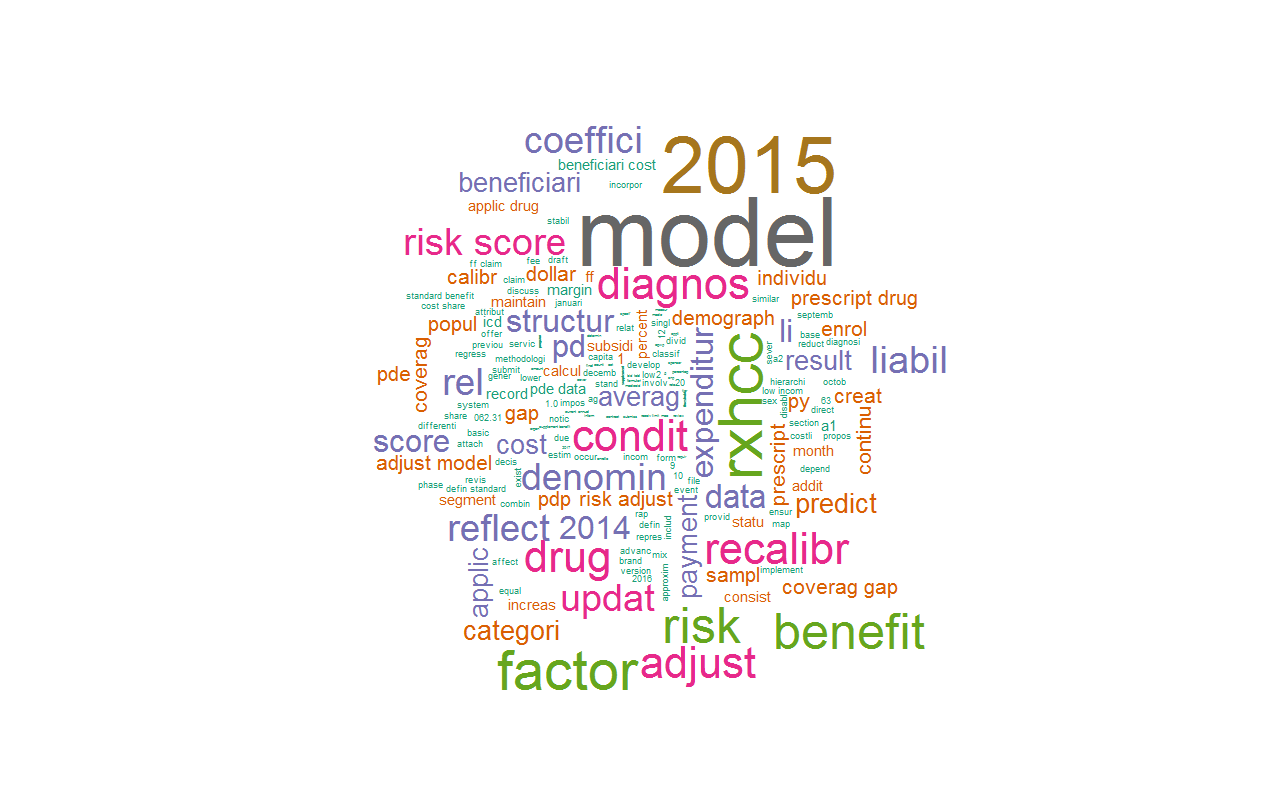 coeffici
2015
beneficiari cost
beneficiari
incorpor
applic drug
stabil
model
risk score
ff claim
fee
draft
calibr
claim
dollar
ff
diagnos
individu
standard benefit
discuss
margin
similar
prescript drug
cost share
maintain
januari
attribut
popul
icd
structur
relat
singl
demograph
septemb
offer
li
base
enrol
previou
servic
pd
subsidi
percent
12
divid
reduct
diagnosi
regress
methodologi
capita
1
classif
sever
a2
result
liabil
coverag
submit
calcul
develop
pde
gener
lower
decemb
low2
rel
stand
involv
20
hierarchi
octob
record
pde data
averag
expenditur
rxhcc
low incom
disabl
creat
system
1.0
impos
ag
sex
py
63
share
062.31
gap
notic
direct
differenti
section
a1
continu
score
basic
cost
due
condit
costli
propos
attach
estim
prescript
month
adjust model
decis
occur
incom
form
9
depend
revis
exist
denomin
10
file
phase
defin standard
event
data
addit
segment
combin
pdp
risk adjust
predict
rap
includ
payment
provid
statu
ensur
map
reflect
2014
defin
repres
applic
affect
drug
advanc
mix
recalibr
brand
version
2016
approxim
sampl
implement
equal
updat
consist
coverag gap
increas
categori
risk
benefit
factor
adjust